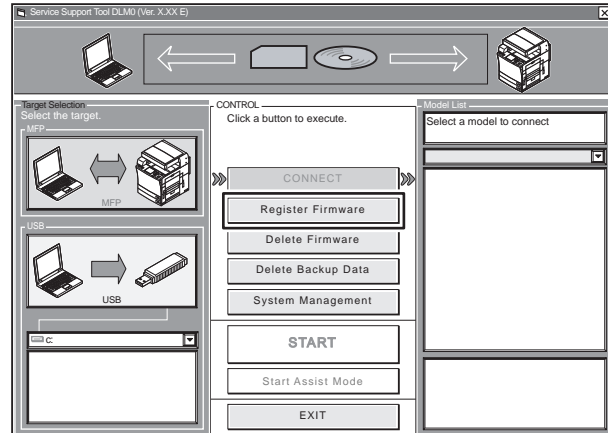 Service Support Tool DLM0 (Ver. X.XX E)
Target Selection
Select the target.
MFP
MFP
USB
USB
C:
CONTROL
Click a button to execute.
CONNECT
Register Firmware
Delete Firmware
Delete Backup Data
System Management
START
Start Assist Mode
EXIT
Model List
Select a model to connect